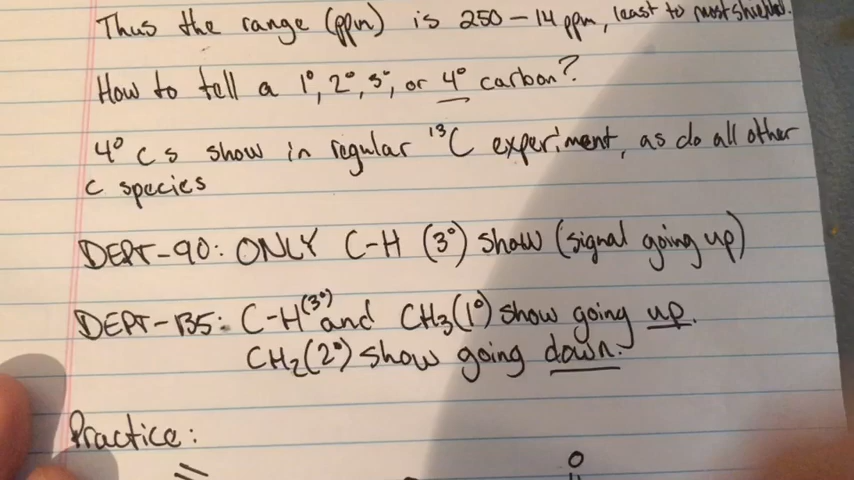 Thus the range (ppm) is 250 - 14 ppm, least to most shielded.
How to tell a 1°, 2°, 3°, or 4° carbon?
4° C s show in regular ¹³C experiment, as do all other
C species
DEPT-90: ONLY C-H (3°) show (signal going up)
DEPT-135: C-H (3°) and CH₃ (1°) show going up.
CH₂ (2°) show going down.
Practice:
O